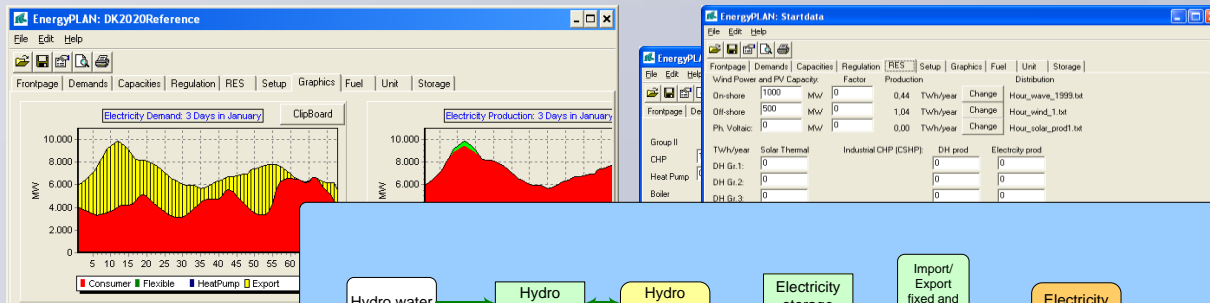 EnergyPLAN: DK2020Reference
File Edit Help
Frontpage Demands Capacities Regulation RES Setup Graphics Fuel Unit Storage
Electricity Demand: 3 Days in January
ClipBoard
Electricity Production: 3 Days in January
10.000
8.000
6.000
4.000
2.000
0
MW
5 10 15 20 25 30 35 40 45 50 55 60
Consumer Flexible HeatPump Export
10.000
8.000
6.000
MW
EnergyPL
File Edit Help
Frontpage De
Group II
CHP
Heat Pump
Boiler
EnergyPLAN: Startdata
File Edit Help
Frontpage Demands Capacities Regulation RES Setup Graphics Fuel Unit Storage
Wind Power and PV Capacity: Factor Production Distribution
On-shore 1000 MW 0 0,44 TWh/year Change Hour_wave_1999.txt
Off-shore 500 MW 0 1,04 TWh/year Change Hour_wind_1.txt
Ph. Voltaic: 0 MW 0 0,00 TWh/year Change Hour_solar_prod1.txt
TWh/year Solar Thermal Industrial CHP (CSHP): DH prod Electricity prod
DH Gr.1: 0 0 0
DH Gr.2: 0 0 0
DH Gr.3: 0 0 0
Hydro water
Hydro
Hydro
Electricity
storage
Import/
Export
fixed and
Electricity